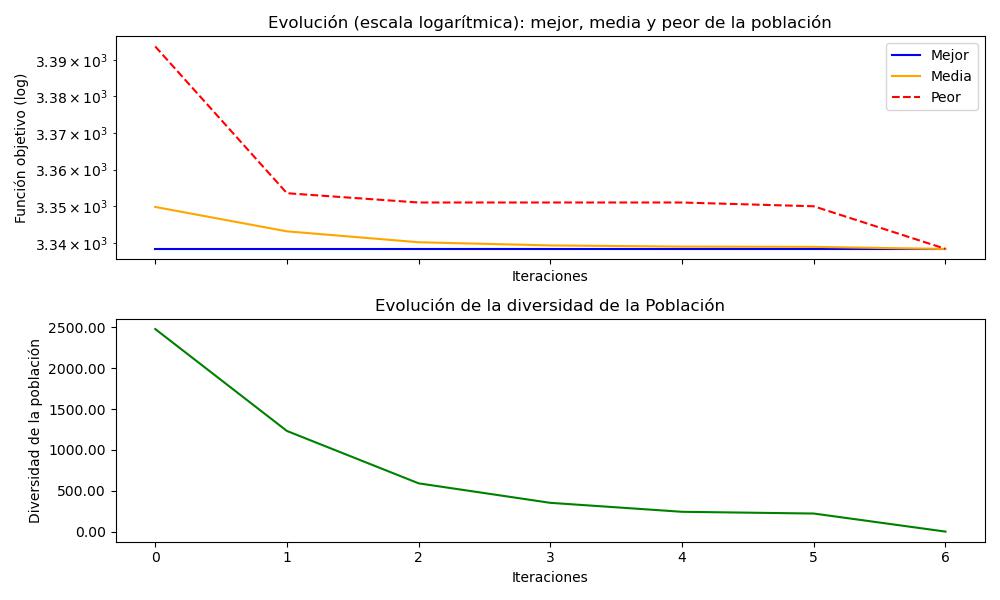 Evolución (escala logarítmica): mejor, media y peor de la población
Función objetivo (log)
3.39 × 10³
3.38 × 10³
3.37 × 10³
3.36 × 10³
3.35 × 10³
3.34 × 10³
Mejor
Media
Peor
Iteraciones
Evolución de la diversidad de la Población
Diversidad de la población
2500.00
2000.00
1500.00
1000.00
500.00
0.00
0 1 2 3 4 5 6
Iteraciones